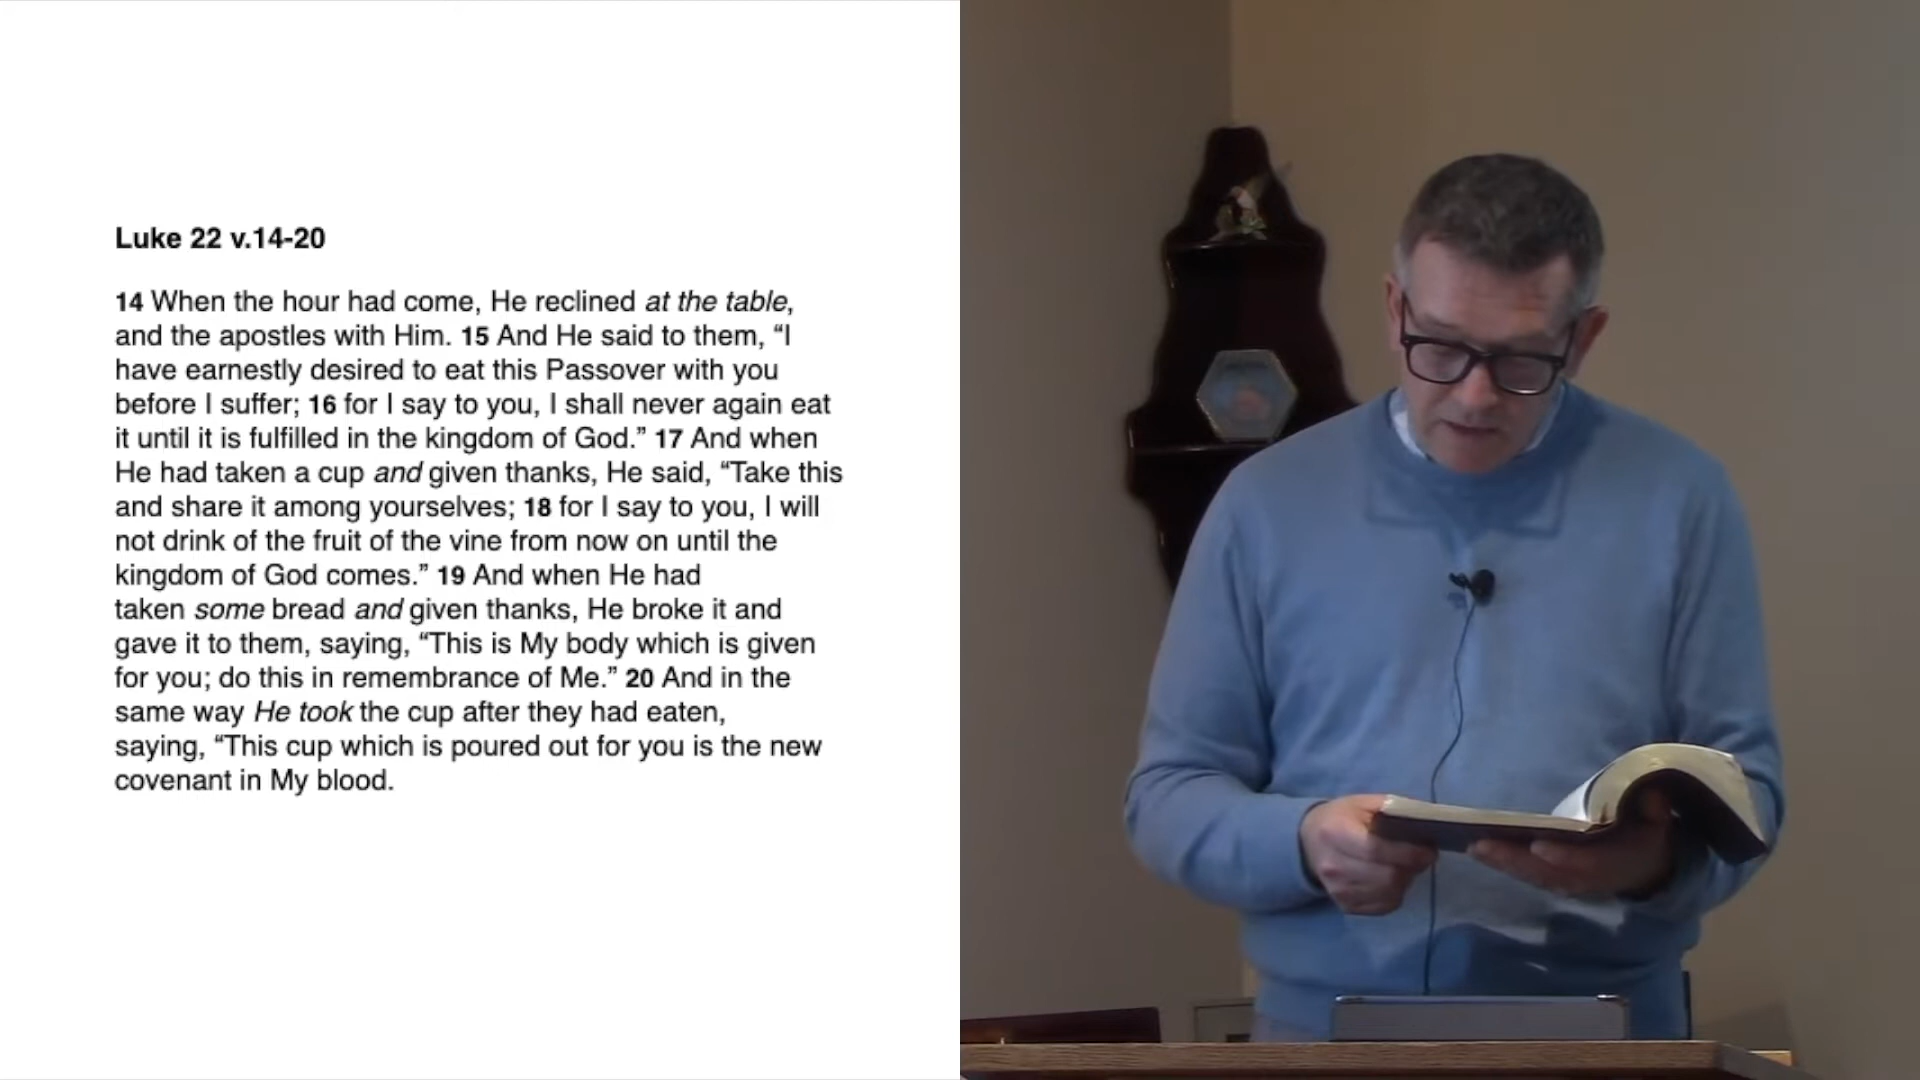 Luke 22 v.14-20
14 When the hour had come, He reclined at the table,
and the apostles with Him. 15 And He said to them, “I
have earnestly desired to eat this Passover with you
before I suffer; 16 for I say to you, I shall never again eat
it until it is fulfilled in the kingdom of God.” 17 And when
He had taken a cup and given thanks, He said, “Take this
and share it among yourselves; 18 for I say to you, I will
not drink of the fruit of the vine from now on until the
kingdom of God comes.” 19 And when He had
taken some bread and given thanks, He broke it and
gave it to them, saying, “This is My body which is given
for you; do this in remembrance of Me.” 20 And in the
same way He took the cup after they had eaten,
saying, “This cup which is poured out for you is the new
covenant in My blood.